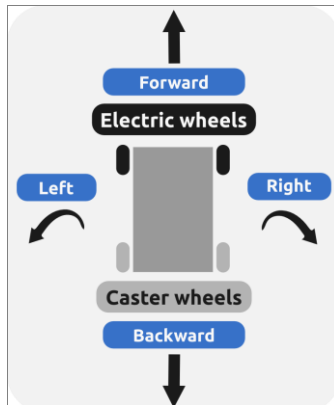 Forward
Electric wheels
Left
Right
Caster wheels
Backward